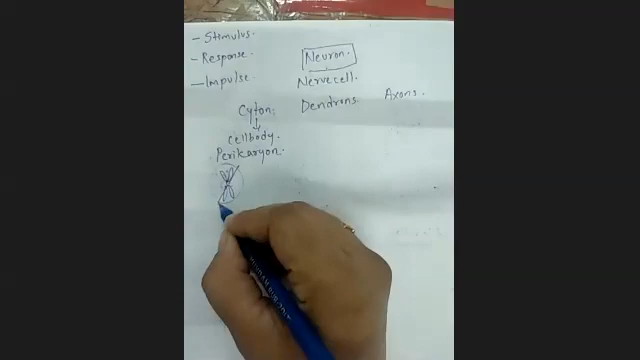 - Stimulus.
- Response.
- Impulse.
Neuron.
Nervecell.
Cyton. Dendrons. Axons.
cellbody.
Perikaryon.